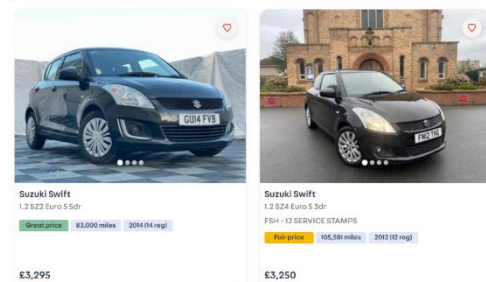 GU14 FVB
Suzuki Swift
1.2 SZ2 Euro 5 5dr
Great price
83,000 miles
2014 (14 reg)
£3,295
Suzuki Swift
1.2 SZ4 Euro 5 3dr
FSH - 12 SERVICE STAMPS
Fair price
105,581 miles
2012 (12 reg)
£3,250